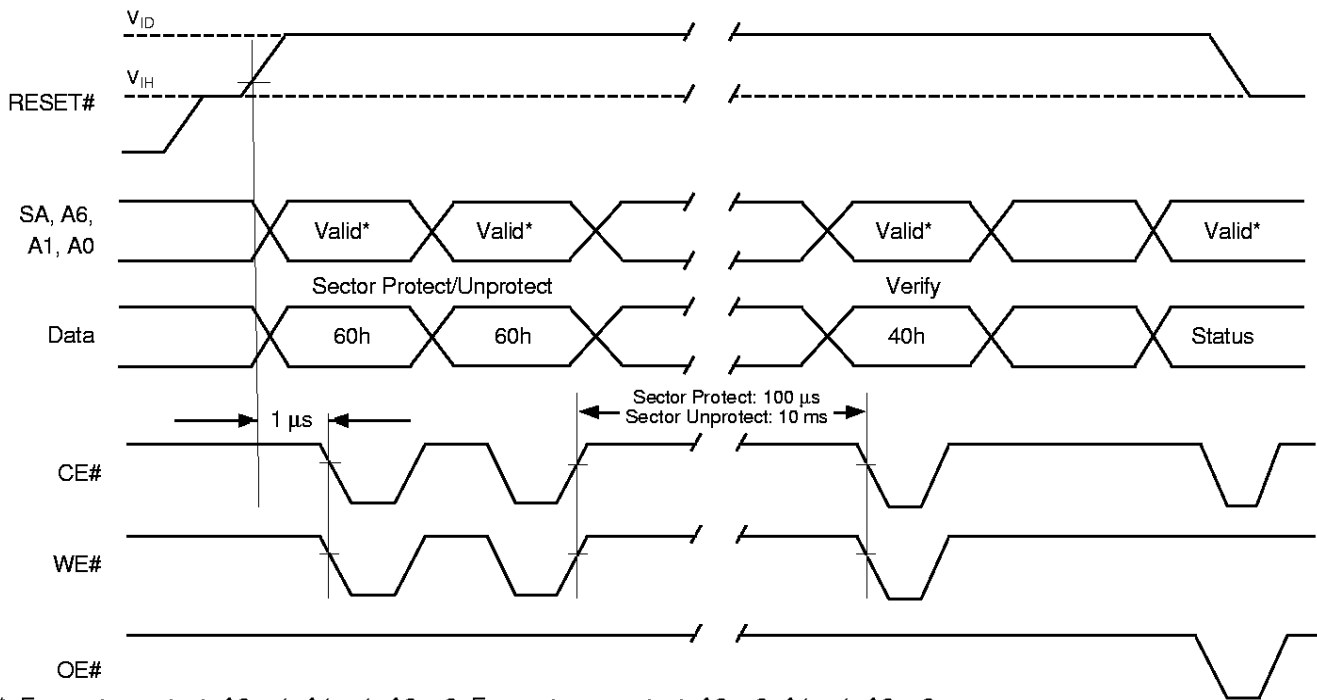 VID
VIH
RESET#
SA, A6,
A1, A0
Valid*
Valid*
Valid*
Valid*
Sector Protect/Unprotect
Verify
Data
60h
60h
40h
Status
1 µs
Sector Protect: 100 µs
Sector Unprotect: 10 ms
CE#
WE#
OE#